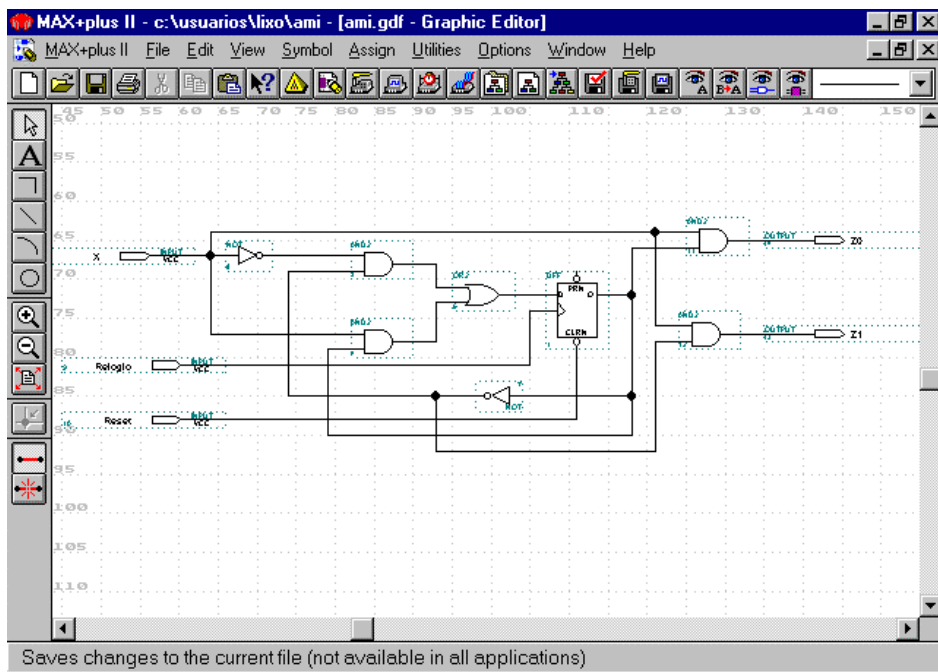 MAX+plus II - c:\usuarios\lixo\ami - [ami.gdf - Graphic Editor]
MAX+plus II File Edit View Symbol Assign Utilities Options Window Help
A B+A
45 50 55 60 65 70 75 80 85 90 95 100 110 120 130 140 150
50
A
55
60
AND2
65 X INPUT VCC NOT AND2 OUTPUT Z0
70 OR2 DFF
PRN
D Q
75 AND2 AND2 OUTPUT Z1
CLRN
80 Relogio INPUT VCC
85 NOT
Reset INPUT VCC
90
95
100
105
110
Saves changes to the current file (not available in all applications)